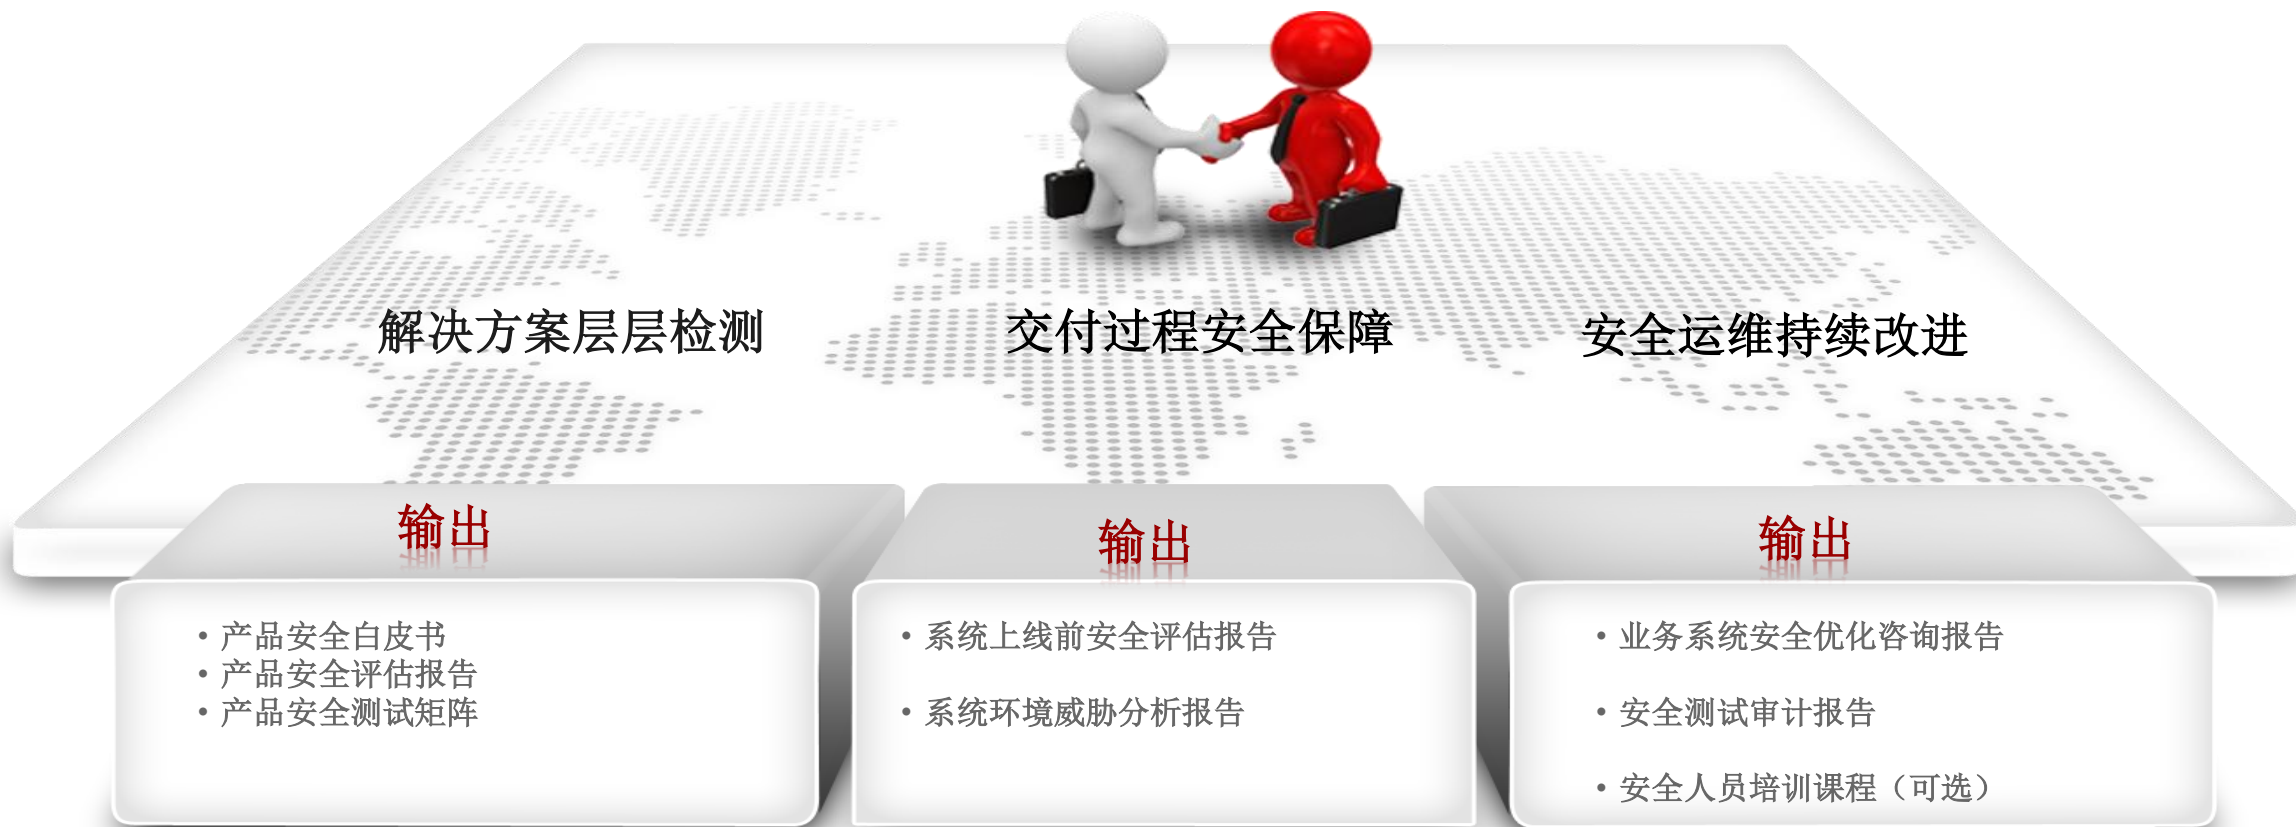 解决方案层层检测
交付过程安全保障
安全运维持续改进
输出
• 产品安全白皮书
• 产品安全评估报告
• 产品安全测试矩阵
输出
• 系统上线前安全评估报告
• 系统环境威胁分析报告
输出
• 业务系统安全优化咨询报告
• 安全测试审计报告
• 安全人员培训课程（可选）